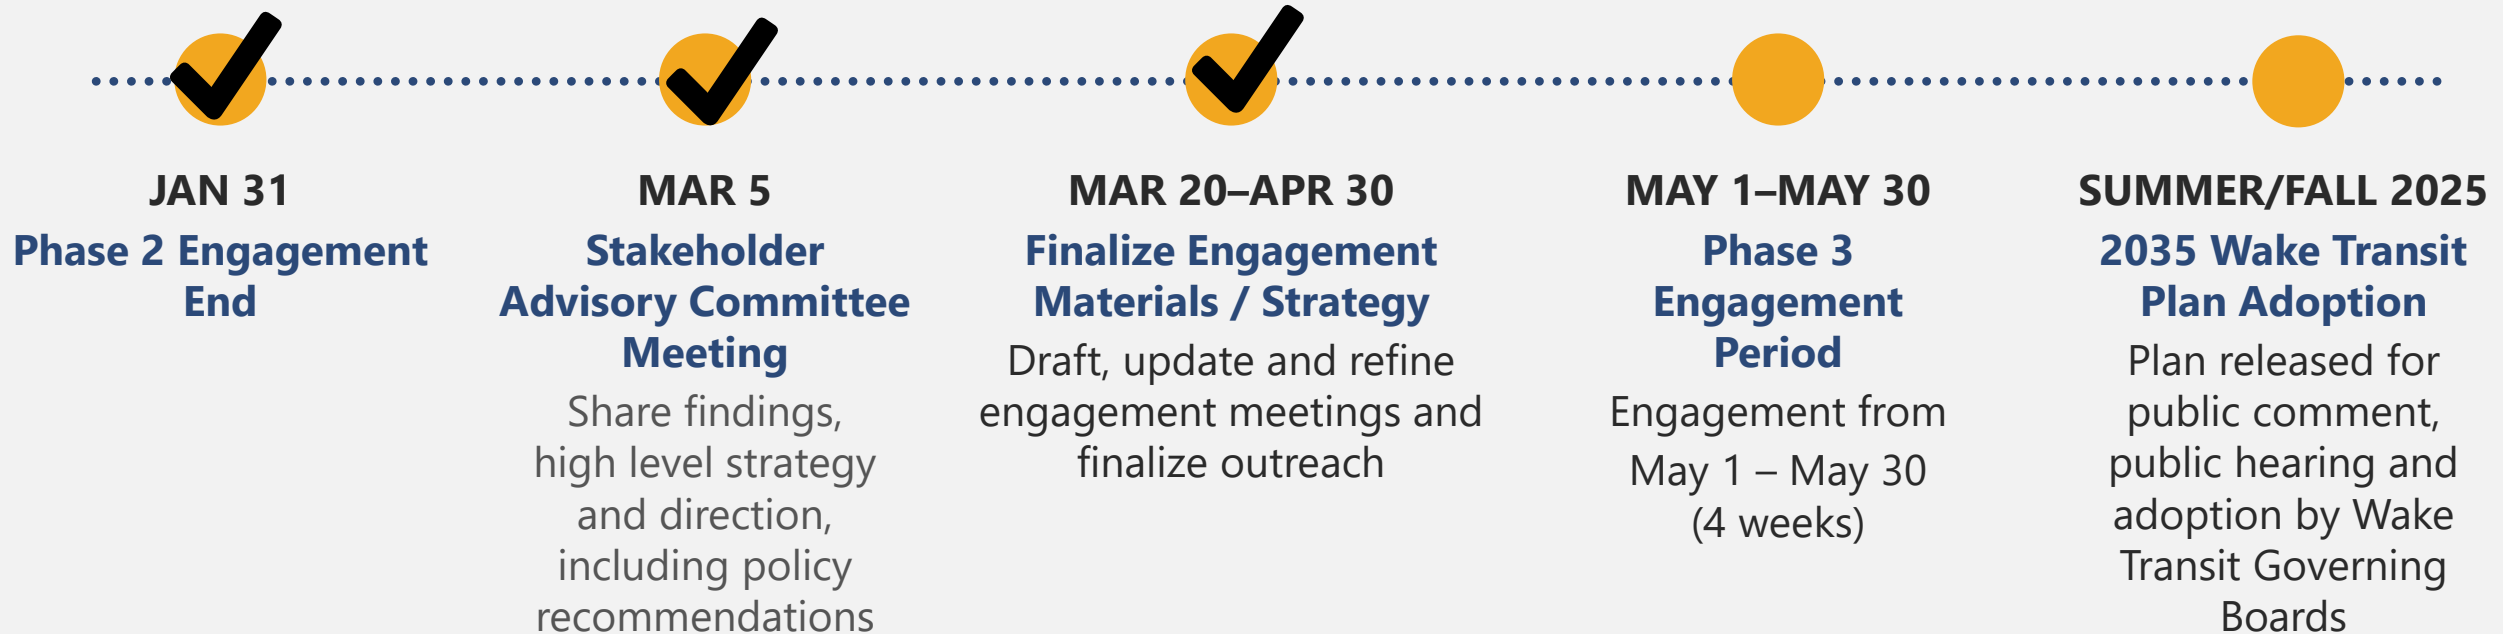 JAN 31
Phase 2 Engagement
End
MAR 5
Stakeholder
Advisory Committee
Meeting
Share findings,
high level strategy
and direction,
including policy
recommendations
MAR 20–APR 30
Finalize Engagement
Materials / Strategy
Draft, update and refine
engagement meetings and
finalize outreach
MAY 1–MAY 30
Phase 3
Engagement
Period
Engagement from
May 1 – May 30
(4 weeks)
SUMMER/FALL 2025
2035 Wake Transit
Plan Adoption
Plan released for
public comment,
public hearing and
adoption by Wake
Transit Governing
Boards